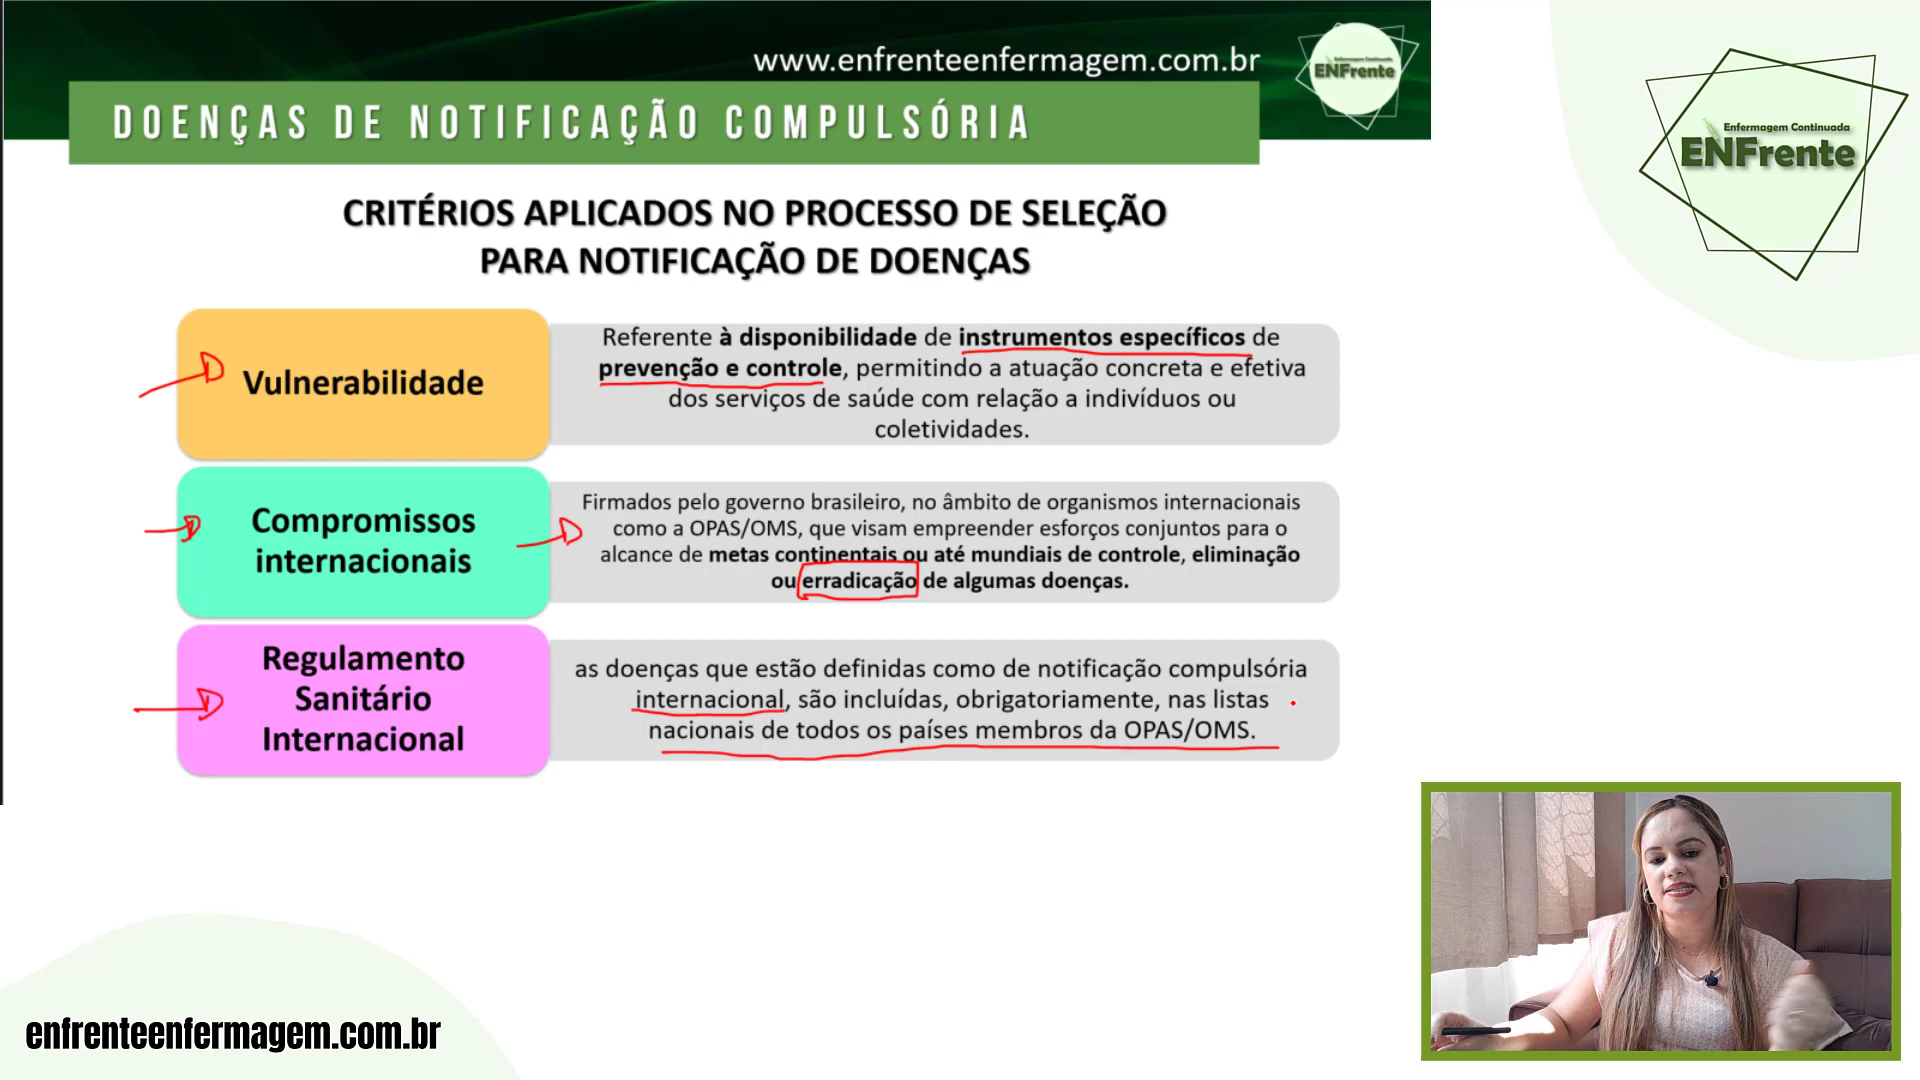 www.enfrenteenfermagem.com.br
Enfermagem Continuada
ENFrente
DOENÇAS DE NOTIFICAÇÃO COMPULSÓRIA
Enfermagem Continuada
ENFrente
CRITÉRIOS APLICADOS NO PROCESSO DE SELEÇÃO
PARA NOTIFICAÇÃO DE DOENÇAS
Vulnerabilidade
Referente à disponibilidade de instrumentos específicos de
prevenção e controle, permitindo a atuação concreta e efetiva
dos serviços de saúde com relação a indivíduos ou
coletividades.
Compromissos
internacionais
Firmados pelo governo brasileiro, no âmbito de organismos internacionais
como a OPAS/OMS, que visam empreender esforços conjuntos para o
alcance de metas continentais ou até mundiais de controle, eliminação
ou erradicação de algumas doenças.
Regulamento
Sanitário
Internacional
as doenças que estão definidas como de notificação compulsória
internacional, são incluídas, obrigatoriamente, nas listas
nacionais de todos os países membros da OPAS/OMS.
enfrenteenfermagem.com.br